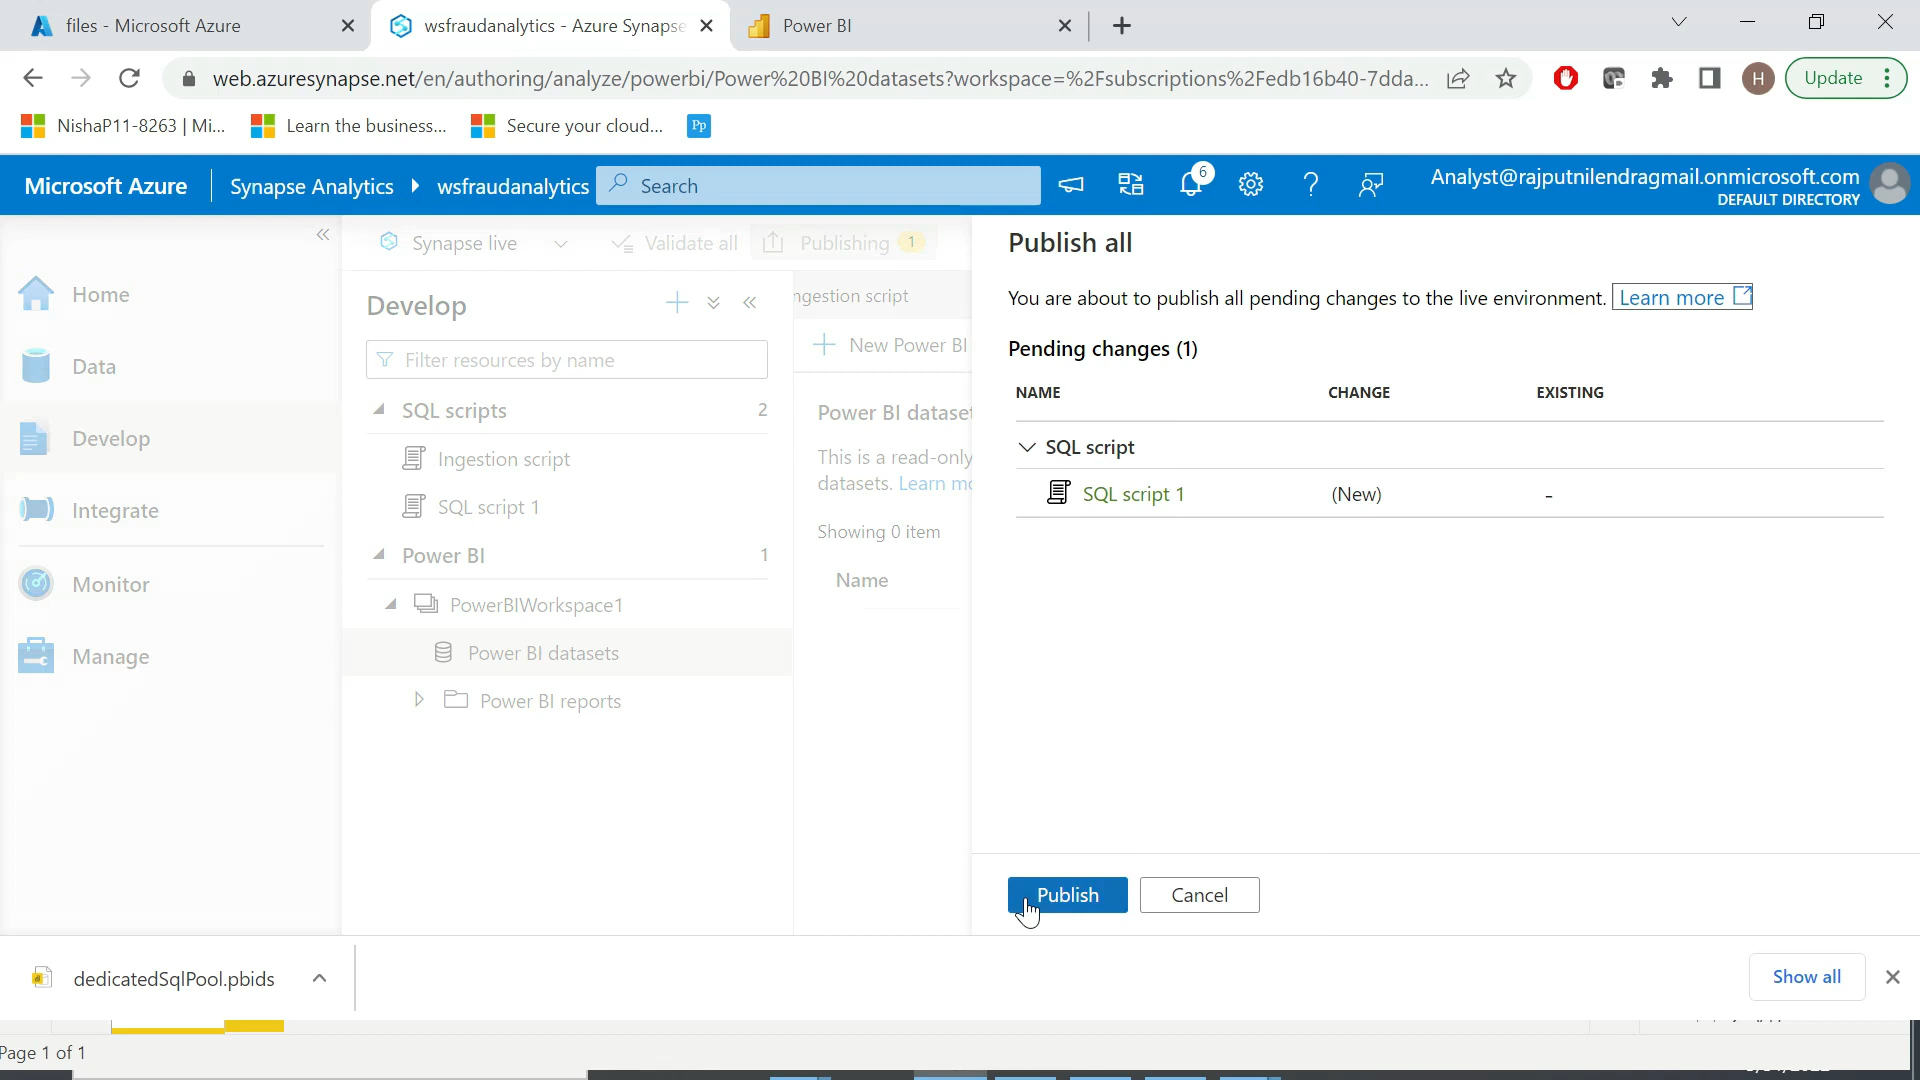 files - Microsoft Azure
wsfraudanalytics - Azure Synapse
Power BI
web.azuresynapse.net/en/authoring/analyze/powerbi/Power%20BI%20datasets?workspace=%2Fsubscriptions%2Fedb16b40-7dda...
H
Update
NishaP11-8263 | Mi...
Learn the business...
Secure your cloud...
Pp
Microsoft Azure
Synapse Analytics
wsfraudanalytics
Search
6
Analyst@rajputnilendragmail.onmicrosoft.com
DEFAULT DIRECTORY
Home
Data
Develop
Integrate
Monitor
Manage
Synapse live
Validate all
Publishing
1
Develop
Filter resources by name
SQL scripts
2
Ingestion script
SQL script 1
Power BI
1
PowerBIWorkspace1
Power BI datasets
Power BI reports
ngestion script
New Power BI
Power BI dataset
This is a read-only
datasets. Learn mo
Showing 0 item
Name
Publish all
You are about to publish all pending changes to the live environment. Learn more
Pending changes (1)
NAME CHANGE EXISTING
SQL script
SQL script 1 (New) -
Publish
Cancel
dedicatedSqlPool.pbids
Show all
Page 1 of 1